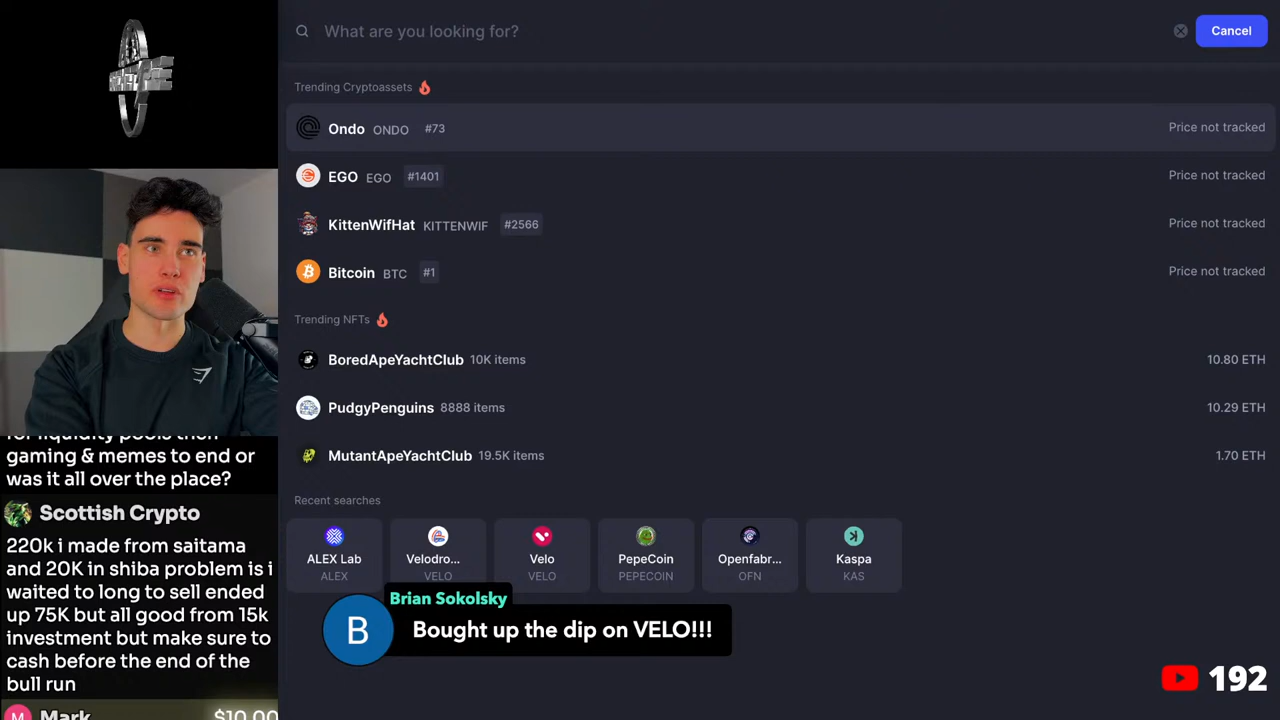 What are you looking for?
Cancel
Trending Cryptoassets
Ondo ONDO #73 Price not tracked
EGO EGO #1401 Price not tracked
KittenWifHat KITTENWIF #2566 Price not tracked
Bitcoin BTC #1 Price not tracked
Trending NFTs
BoredApeYachtClub 10K items 10.80 ETH
PudgyPenguins 8888 items 10.29 ETH
MutantApeYachtClub 19.5K items 1.70 ETH
Recent searches
ALEX Lab
ALEX
Velodro...
VELO
Velo
VELO
PepeCoin
PEPECOIN
Openfabr...
OFN
Kaspa
KAS
Brian Sokolsky
B
Bought up the dip on VELO!!!
192
for liquidity pools then
gaming & memes to end or
was it all over the place?
Scottish Crypto
220k i made from saitama
and 20K in shiba problem is i
waited to long to sell ended
up 75K but all good from 15k
investment but make sure to
cash before the end of the
bull run
M Mark $10.00